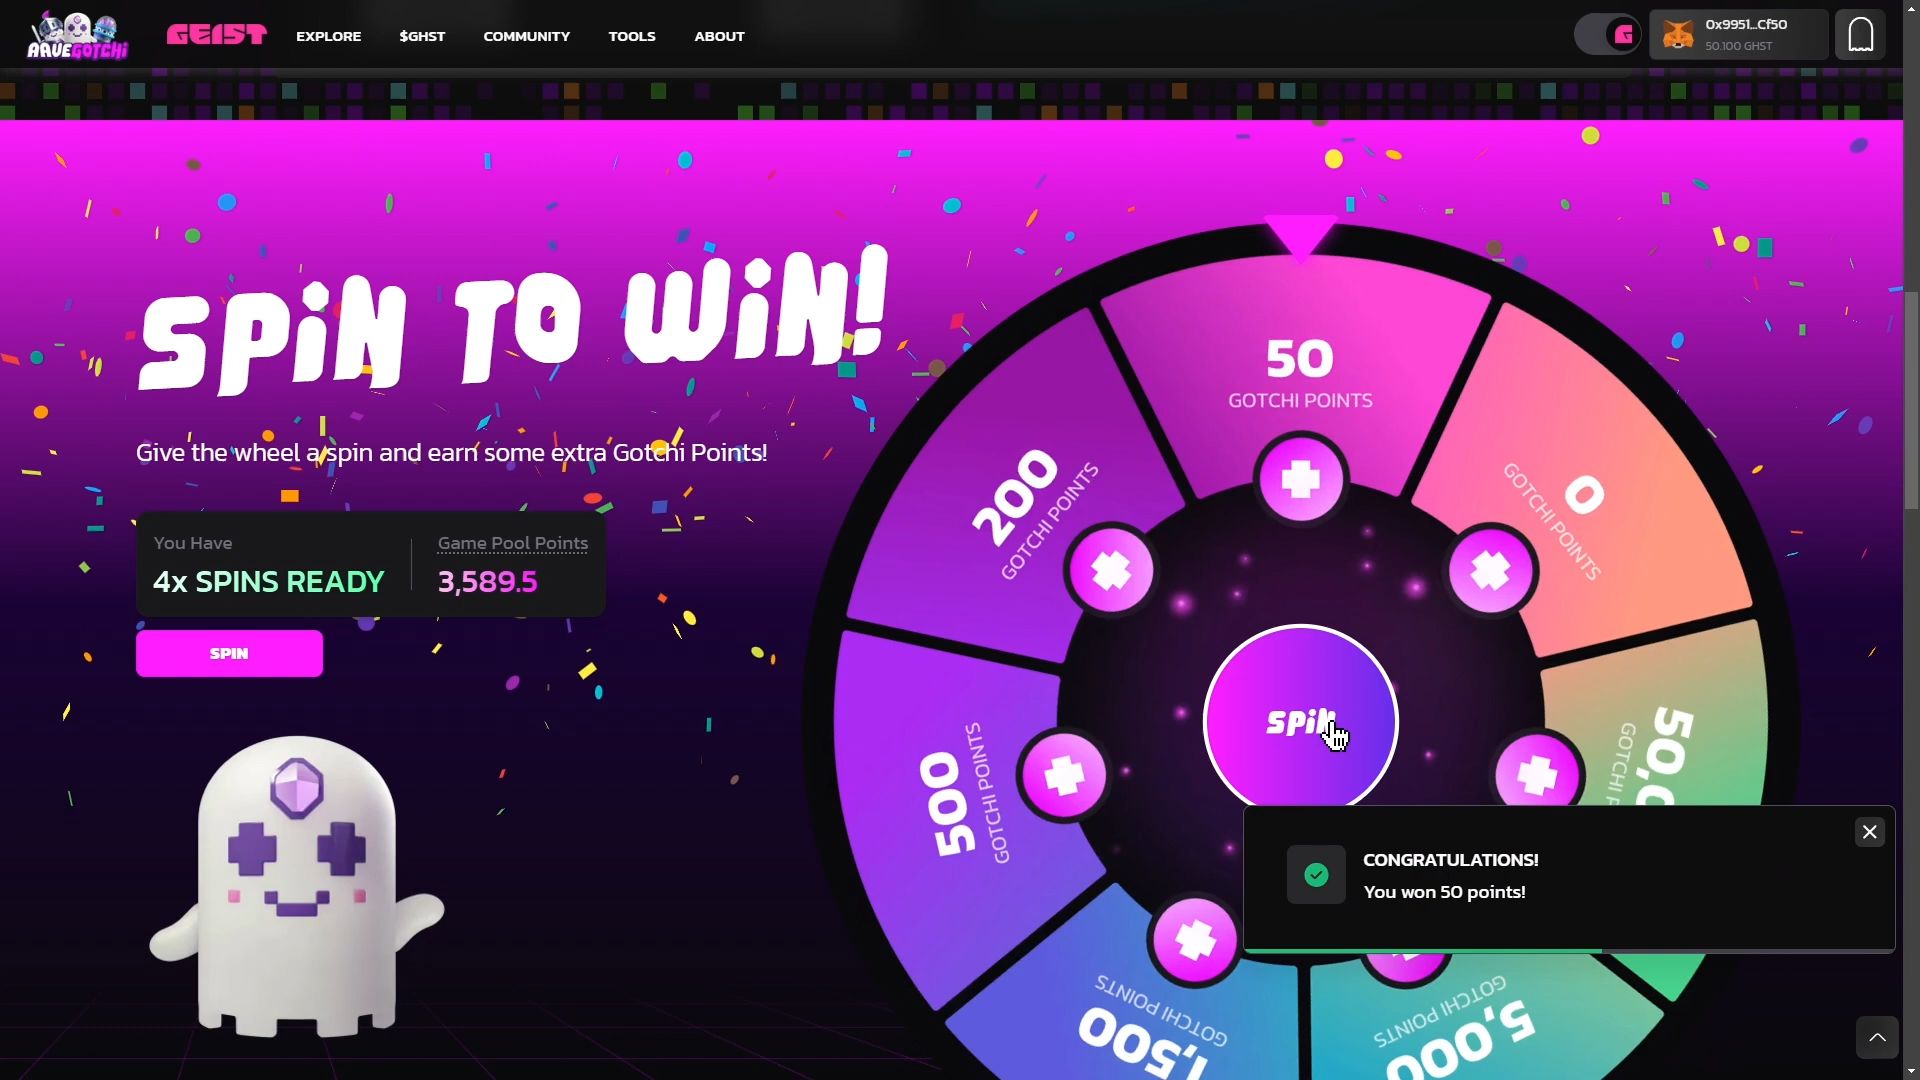 AAVEGOTCHI
GEIST
EXPLORE
$GHST
COMMUNITY
TOOLS
ABOUT
0x9951...Cf50
50.100 GHST
SPiN TO WiN!
Give the wheel a spin and earn some extra Gotchi Points!
You Have
4x SPINS READY
Game Pool Points
3,589.5
SPIN
50
GOTCHI POINTS
0
GOTCHI POINTS
200
GOTCHI POINTS
500
GOTCHI POINTS
1,500
GOTCHI POINTS
5,000
GOTCHI POINTS
SPiN
CONGRATULATIONS!
You won 50 points!